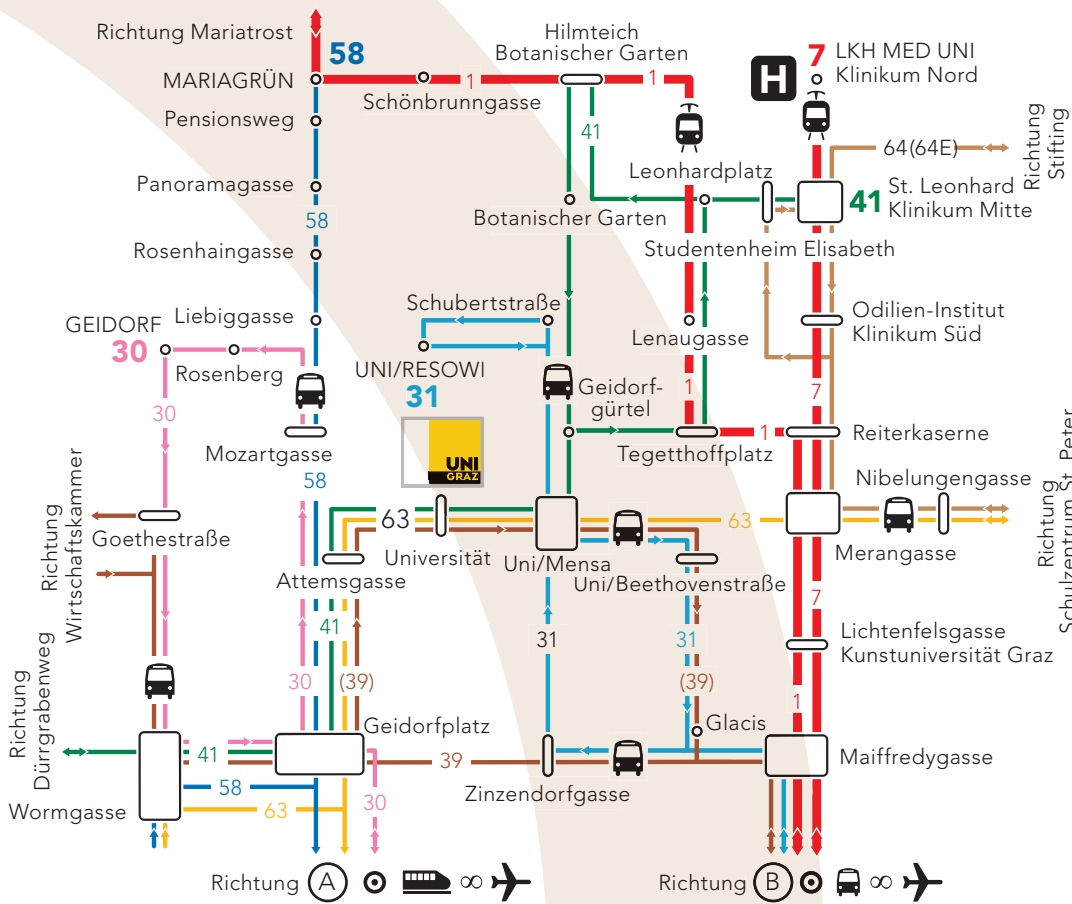 Richtung Mariatrost
58
MARIAGRÜN
Pensionsweg
Panoramagasse
58
Rosenhaingasse
Liebiggasse
GEIDORF
30
Rosenberg
30
Mozartgasse
58
1
Schönbrunngasse
Hilmteich
Botanischer Garten
1
41
Botanischer Garten
Leonhardplatz
7
LKH MED UNI
Klinikum Nord
H
64(64E)
Richtung
Stifting
41
St. Leonhard
Klinikum Mitte
Studentenheim Elisabeth
Odilien-Institut
Klinikum Süd
Lenaugasse
7
1
Schubertstraße
UNI/RESOWI
31
UNI
GRAZ
Geidorf-
gürtel
Tegetthoffplatz
1
Reiterkaserne
Nibelungengasse
63
Merangasse
Richtung
Schulzentrum St. Peter
Goethestraße
Richtung
Wirtschaftskammer
63
Universität
Attemsgasse
Uni/Mensa
Uni/Beethovenstraße
7
41
31
31
Lichtenfelsgasse
Kunstuniversität Graz
30
(39)
(39)
1
Richtung
Dürrgrabenweg
41
Geidorfplatz
39
Glacis
Maiffredygasse
58
Zinzendorfgasse
Wormgasse
63
30
Richtung A
Richtung B